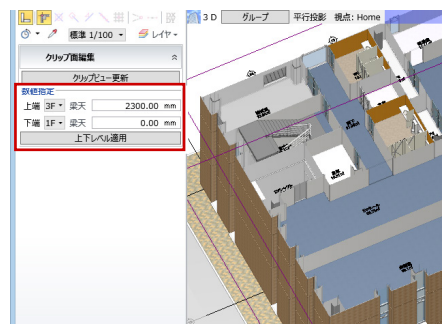 3D グループ 平行投影 視点: Home
標準 1/100 レイヤ
クリップ面編集
クリップビュー更新
数値指定
上端 3F 梁天 2300.00 mm
下端 1F 梁天 0.00 mm
上下レベル適用